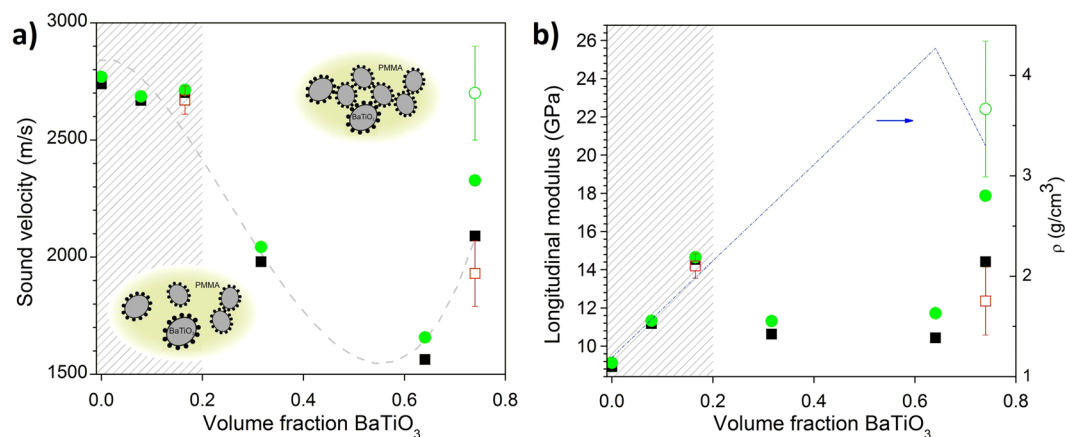 a)
3000
2500
2000
1500
Sound velocity (m/s)
PMMA
BaTiO₃
PMMA
BaTiO₃
0.0 0.2 0.4 0.6 0.8
Volume fraction BaTiO₃
b)
26
24
22
20
18
16
14
12
10
Longitudinal modulus (GPa)
4
3
2
1
ρ (g/cm³)
0.0 0.2 0.4 0.6 0.8
Volume fraction BaTiO₃